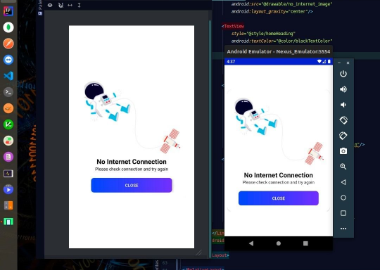 android:src="@drawable/no_internet_image"
android:layout_gravity="center"/>
<TextView
style="@style/homeHeading"
android:textColor="@color/blackTextColor"
Android Emulator - Nexus_Emulator:5554
No Internet Connection
Please check connection and try again
CLOSE
No Internet Connection
Please check connection and try again
CLOSE